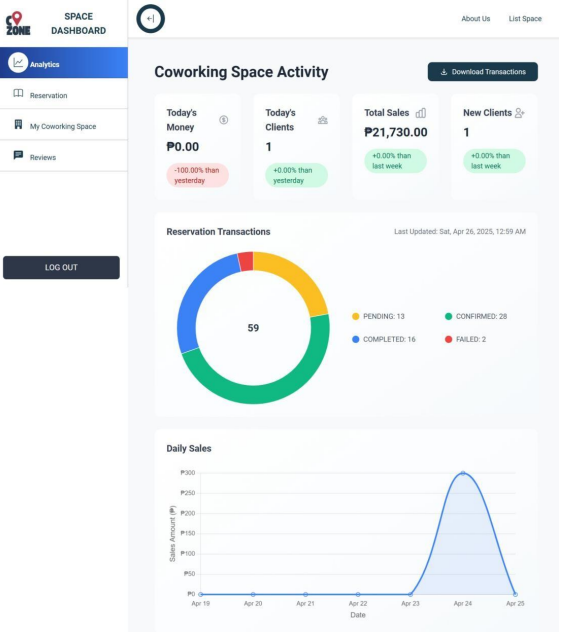 COZONE
SPACE
DASHBOARD
About Us
List Space
Analytics
Reservation
My Coworking Space
Reviews
LOG OUT
Coworking Space Activity
Download Transactions
Today's
Money
₱0.00
-100.00% than
yesterday
Today's
Clients
1
+0.00% than
yesterday
Total Sales
₱21,730.00
+0.00% than
last week
New Clients
1
+0.00% than
last week
Reservation Transactions
Last Updated: Sat, Apr 26, 2025, 12:59 AM
59
PENDING: 13
CONFIRMED: 28
COMPLETED: 16
FAILED: 2
Daily Sales
₱300
₱250
₱200
₱150
₱100
₱50
₱0
Sales Amount (₱)
Apr 19
Apr 20
Apr 21
Apr 22
Apr 23
Apr 24
Apr 25
Date